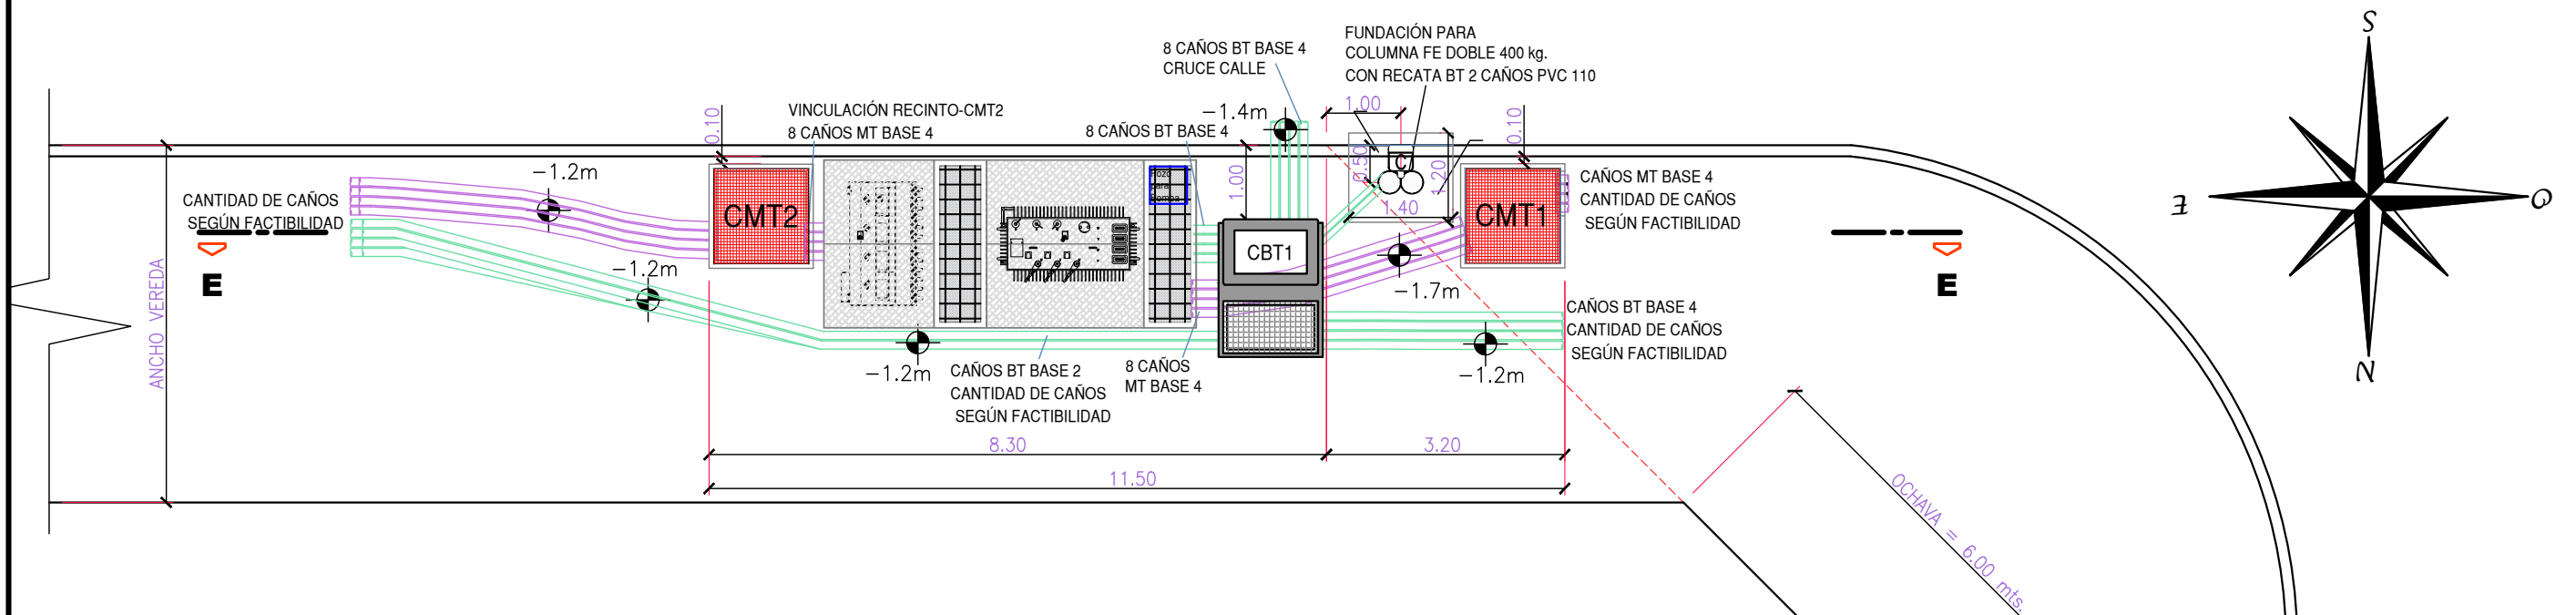 S
E
O
N
FUNDACIÓN PARA
COLUMNA FE DOBLE 400 kg.
CON RECATA BT 2 CAÑOS PVC 110
8 CAÑOS BT BASE 4
CRUCE CALLE
VINCULACIÓN RECINTO-CMT2
8 CAÑOS MT BASE 4
8 CAÑOS BT BASE 4
-1.4m
1.00
0.10
0.10
-1.2m
CANTIDAD DE CAÑOS
SEGÚN FACTIBILIDAD
E
ANCHO VEREDA
-1.2m
CMT2
Pozo
para
Bomba
1.00
0.50
C
1.20
1.40
CBT1
CMT1
-1.7m
CAÑOS MT BASE 4
CANTIDAD DE CAÑOS
SEGÚN FACTIBILIDAD
E
CAÑOS BT BASE 4
CANTIDAD DE CAÑOS
SEGÚN FACTIBILIDAD
-1.2m
-1.2m
CAÑOS BT BASE 2
CANTIDAD DE CAÑOS
SEGÚN FACTIBILIDAD
8 CAÑOS
MT BASE 4
8.30
3.20
11.50
OCHAVA = 6.00 mts.